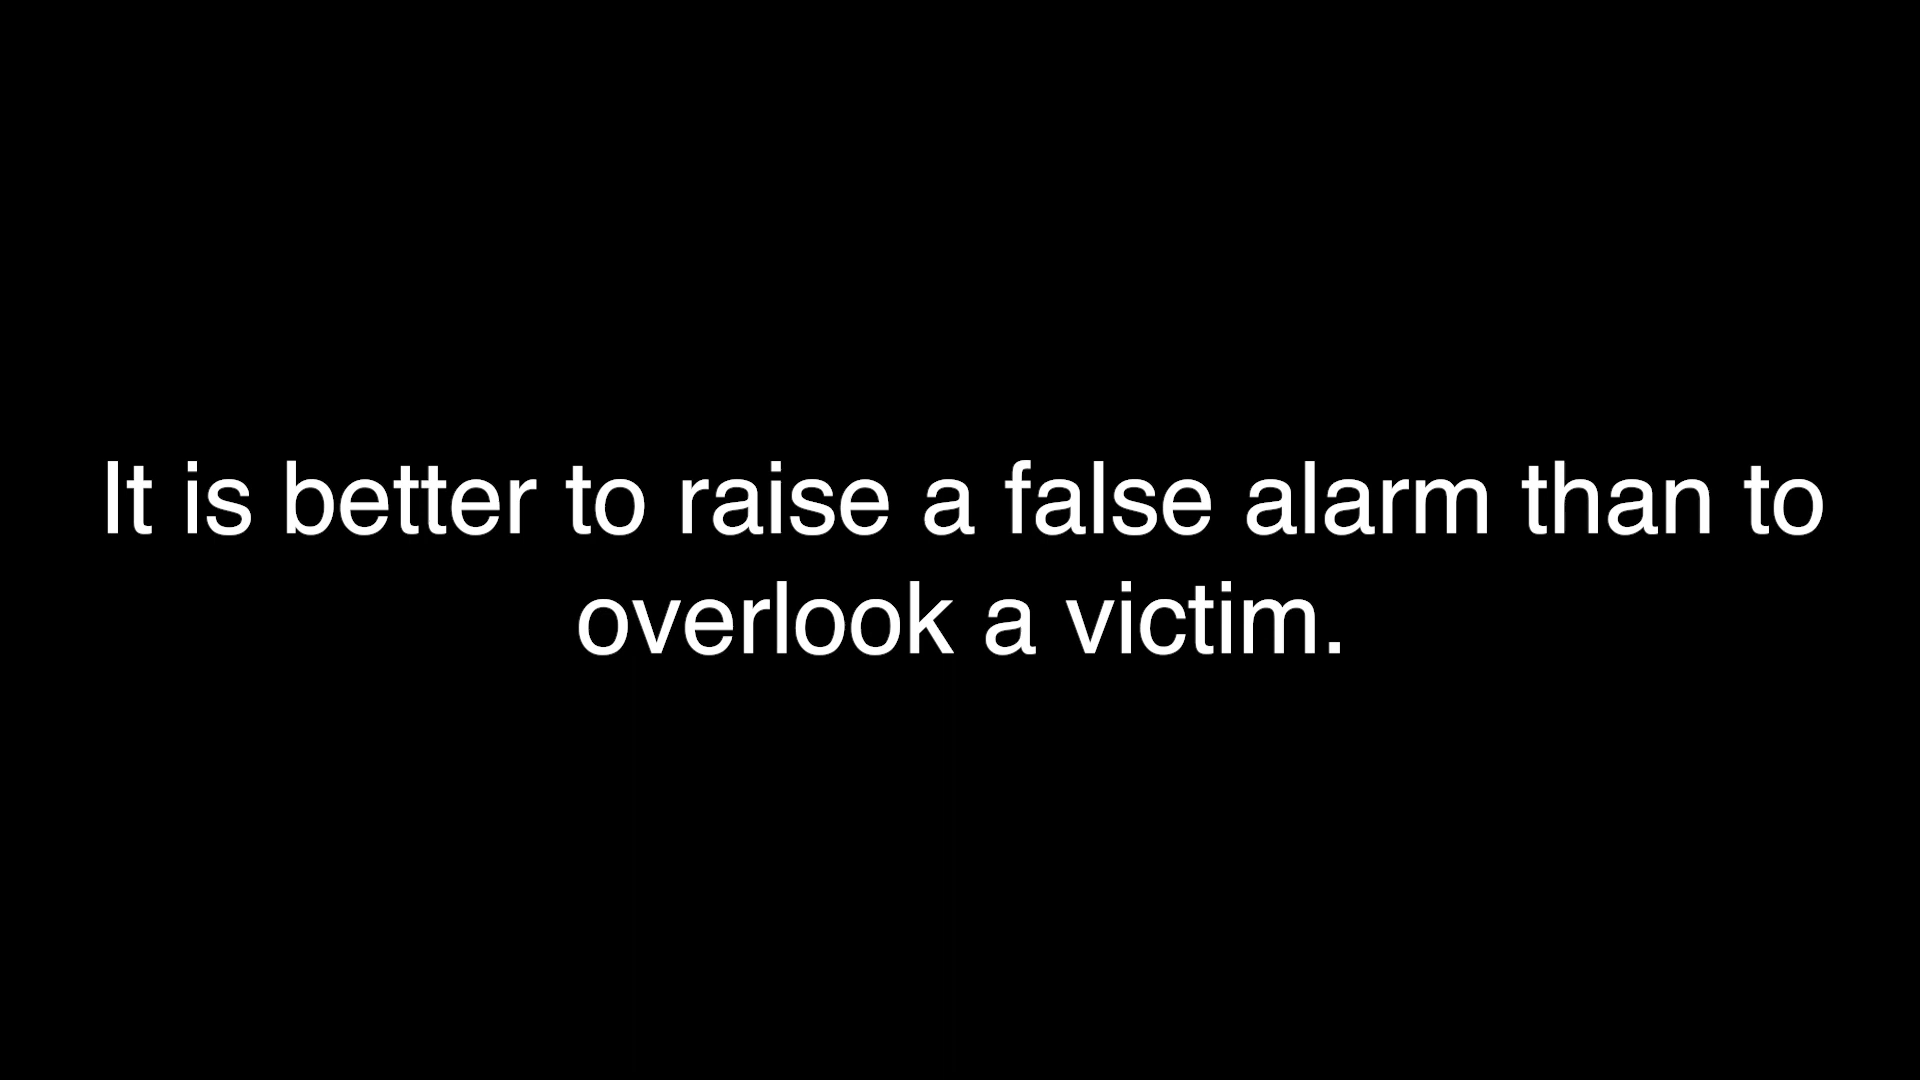 It is better to raise a false alarm than to
overlook a victim.